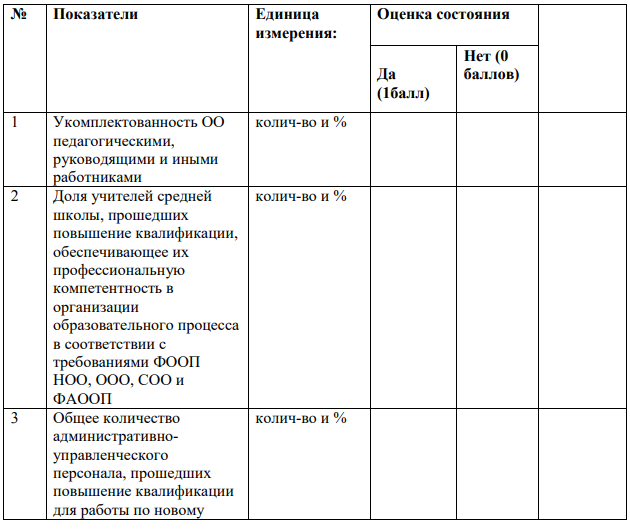 № Показатели Единица измерения: Оценка состояния
Да (1балл) Нет (0 баллов)
1 Укомплектованность ОО колич-во и %
педагогическими,
руководящими и иными
работниками
2 Доля учителей средней колич-во и %
школы, прошедших
повышение квалификации,
обеспечивающее их
профессиональную
компетентность в
организации
образовательного процесса
в соответствии с
требованиями ФООП
НОО, ООО, СОО и
ФАООП
3 Общее количество колич-во и %
административно-
управленческого
персонала, прошедших
повышение квалификации
для работы по новому